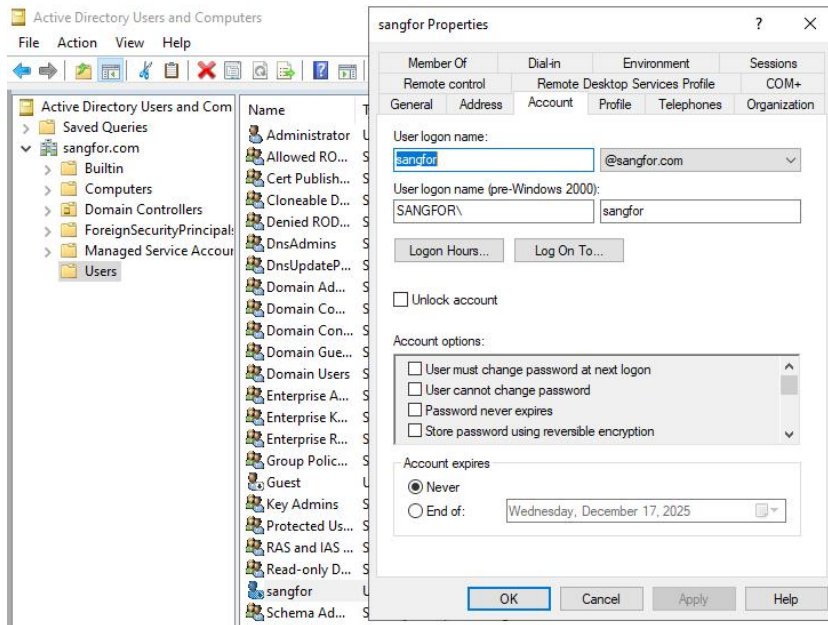 Active Directory Users and Computers
File Action View Help
Active Directory Users and Com
Saved Queries
sangfor.com
Builtin
Computers
Domain Controllers
ForeignSecurityPrincipals
Managed Service Accour
Users
Name
Administrator U
Allowed RO... S
Cert Publish... S
Cloneable D... S
Denied ROD... S
DnsAdmins S
DnsUpdateP... S
Domain Ad... S
Domain Co... S
Domain Con... S
Domain Gue... S
Domain Users S
Enterprise A... S
Enterprise K... S
Enterprise R... S
Group Polic... S
Guest U
Key Admins S
Protected Us... S
RAS and IAS ... S
Read-only D... S
sangfor U
Schema Ad... S
sangfor Properties
Member Of Dial-in Environment Sessions
Remote control Remote Desktop Services Profile COM+
General Address Account Profile Telephones Organization
User logon name:
sangfor @sangfor.com
User logon name (pre-Windows 2000):
SANGFOR\ sangfor
Logon Hours... Log On To...
Unlock account
Account options:
User must change password at next logon
User cannot change password
Password never expires
Store password using reversible encryption
Account expires
Never
End of: Wednesday, December 17, 2025
OK Cancel Apply Help